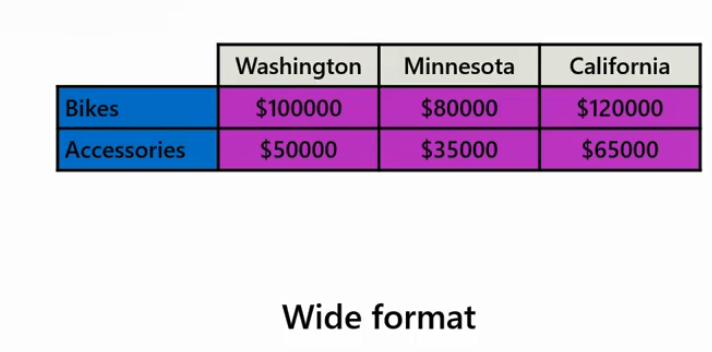 Washington Minnesota California
Bikes $100000 $80000 $120000
Accessories $50000 $35000 $65000
Wide format